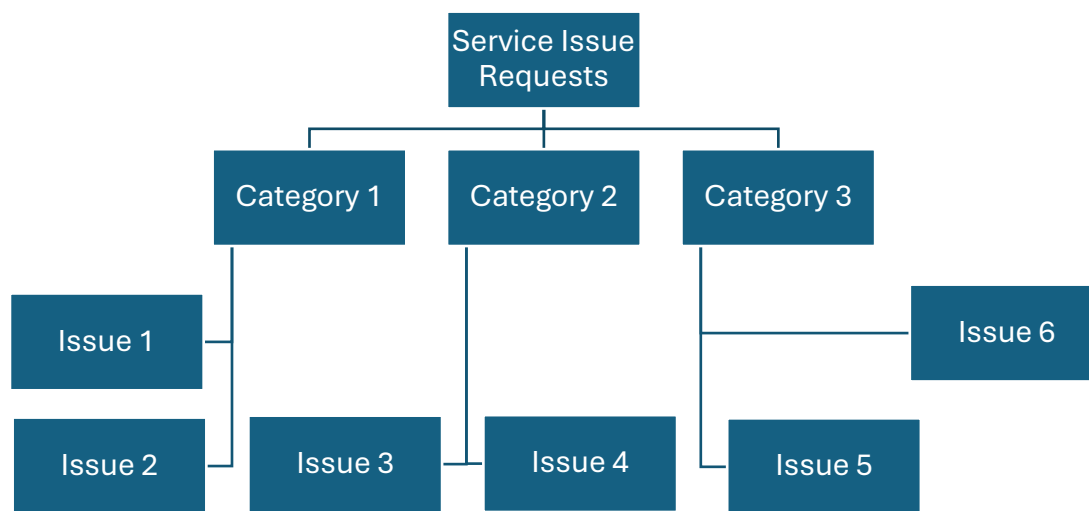 Service Issue
Requests
Category 1
Category 2
Category 3
Issue 1
Issue 6
Issue 2
Issue 3
Issue 4
Issue 5